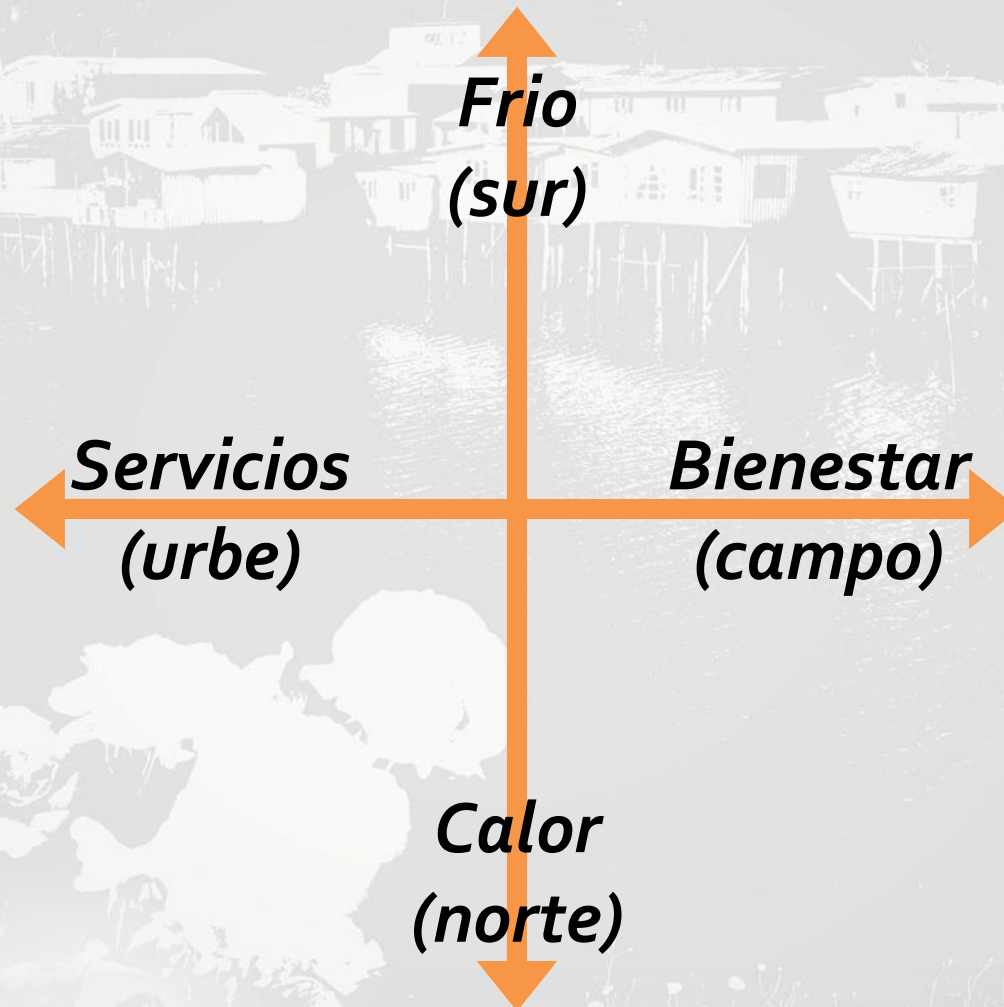 Frio
(sur)
Servicios
(urbe)
Bienestar
(campo)
Calor
(norte)